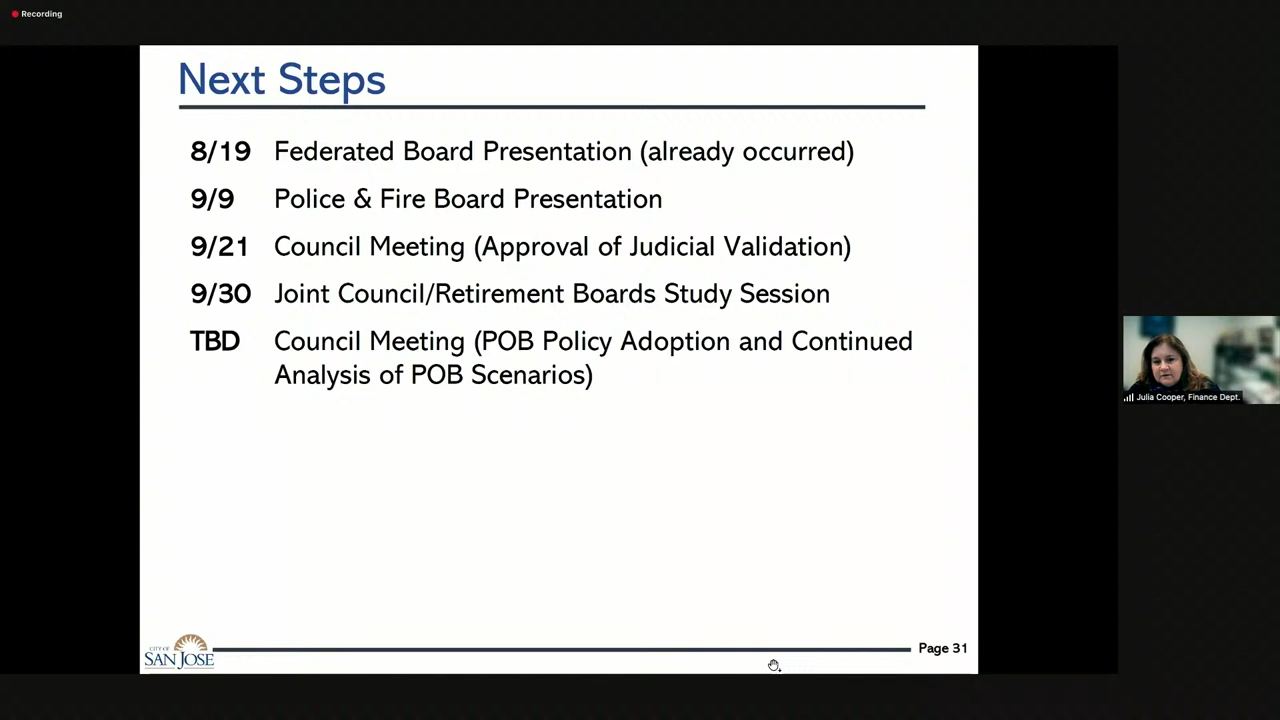 Recording
Next Steps
8/19 Federated Board Presentation (already occurred)
9/9 Police & Fire Board Presentation
9/21 Council Meeting (Approval of Judicial Validation)
9/30 Joint Council/Retirement Boards Study Session
TBD Council Meeting (POB Policy Adoption and Continued
Analysis of POB Scenarios)
Julia Cooper, Finance Dept.
CITY OF
SAN JOSE
Page 31